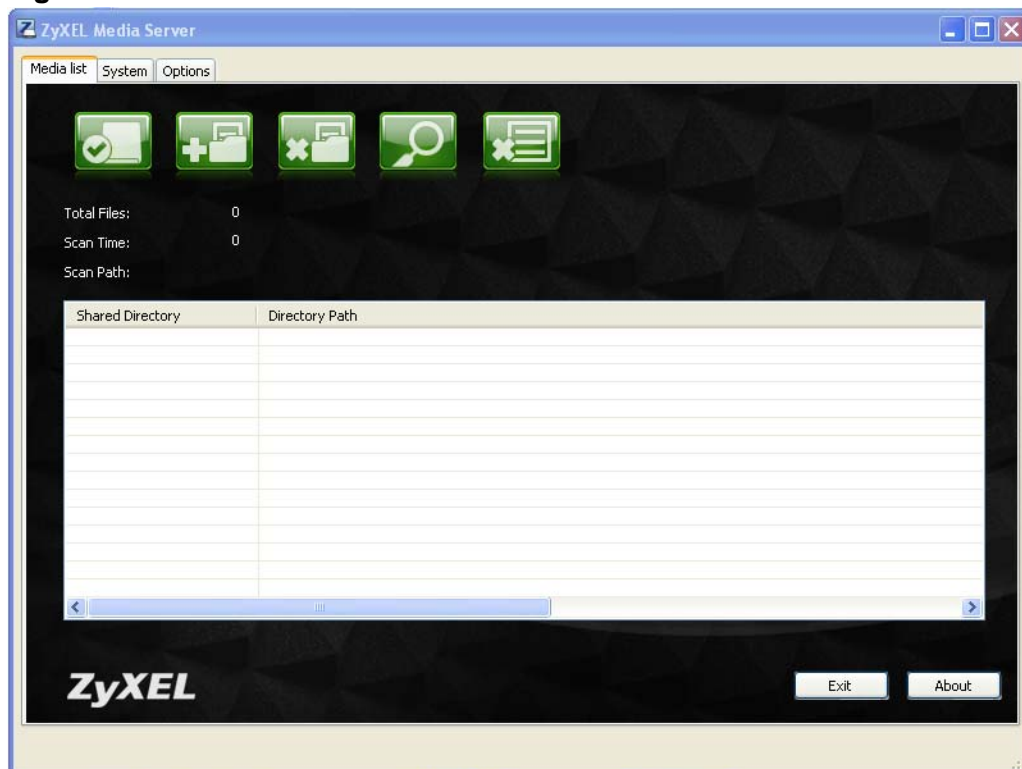 ZyXEL Media Server
Media list System Options
Total Files: 0
Scan Time: 0
Scan Path:
Shared Directory Directory Path
ZyXEL
Exit About